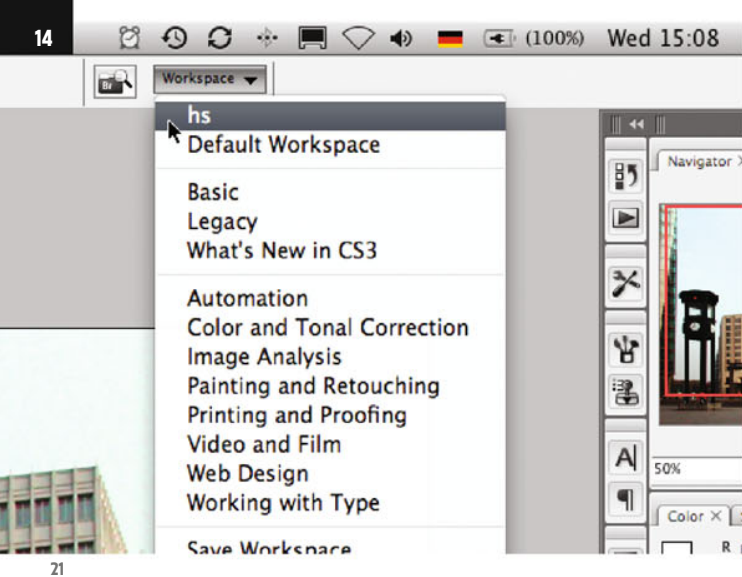 14
(100%) Wed 15:08
Br
Workspace
hs
Default Workspace
Navigator X
Basic
Legacy
What's New in CS3
Automation
Color and Tonal Correction
Image Analysis
Painting and Retouching
Printing and Proofing
Video and Film
Web Design
Working with Type
A
50%
Color X
Save Workspace
R
21